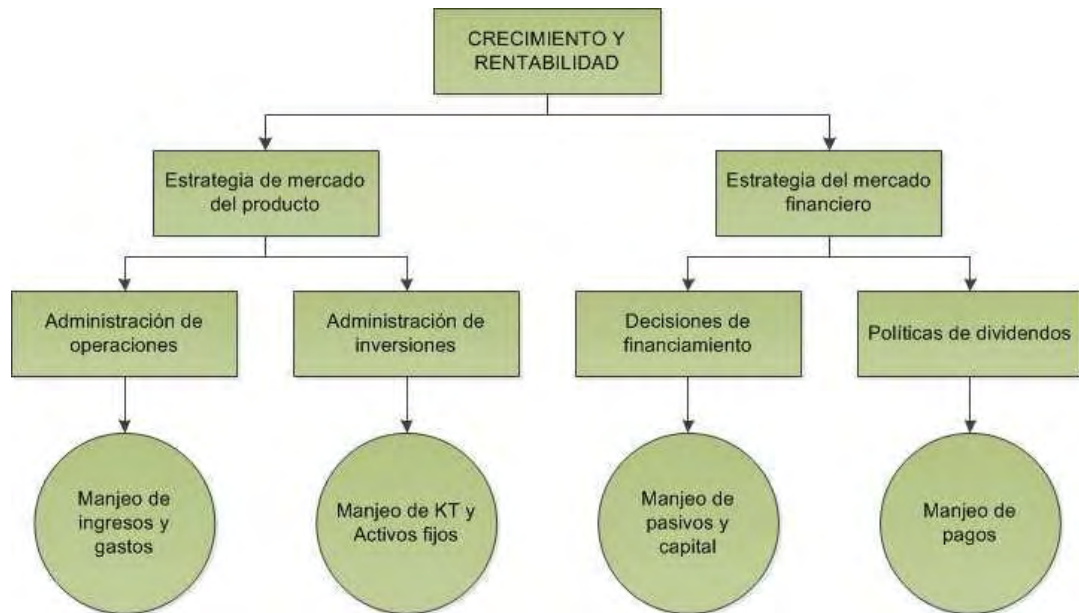 CRECIMIENTO Y
RENTABILIDAD
Estrategia de mercado
del producto
Estrategia del mercado
financiero
Administración de
operaciones
Administración de
inversiones
Decisiones de
financiamiento
Políticas de dividendos
Manjeo de
ingresos y
gastos
Manjeo de KT y
Activos fijos
Manjeo de
pasivos y
capital
Manjeo de
pagos